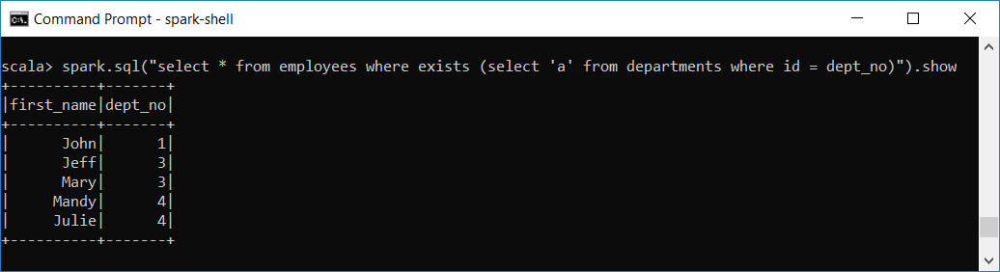 Command Prompt - spark-shell
scala> spark.sql("select * from employees where exists (select 'a' from departments where id = dept_no)").show
+----------+-------+
|first_name|dept_no|
+----------+-------+
|      John|      1|
|      Jeff|      3|
|      Mary|      3|
|     Mandy|      4|
|     Julie|      4|
+----------+-------+